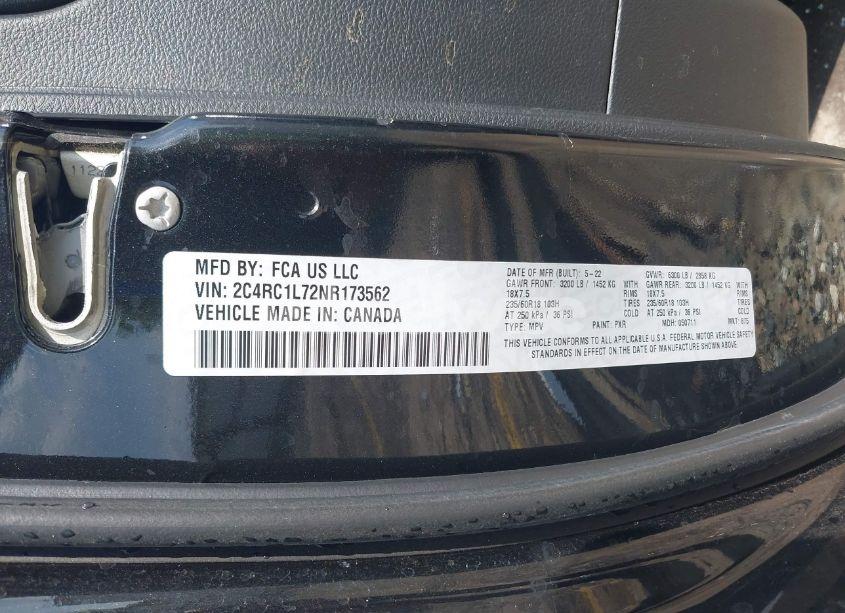 MFD BY: FCA US LLC
VIN: 2C4RC1L72NR173562
VEHICLE MADE IN: CANADA
DATE OF MFR (BUILT): 5-22 GVWR: 6300 LB / 2858 KG
GAWR FRONT: 3200 LB / 1452 KG WITH GAWR REAR: 3200 LB / 1452 KG WITH
18X7.5 RIMS 18X7.5 RIMS
235/60R18 103H TIRES 235/60R18 103H TIRES
AT 250 kPa / 36 PSI COLD AT 250 kPa / 36 PSI COLD
TYPE: MPV PAINT: PXR MDH: 050711 MKT: 875
THIS VEHICLE CONFORMS TO ALL APPLICABLE U.S.A. FEDERAL MOTOR VEHICLE SAFETY
STANDARDS IN EFFECT ON THE DATE OF MANUFACTURE SHOWN ABOVE.